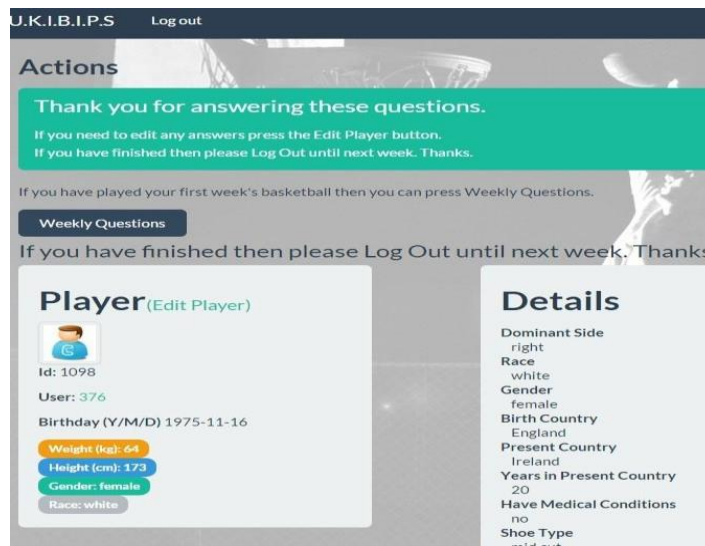 U.K.I.B.I.P.S Log out
Actions
Thank you for answering these questions.
If you need to edit any answers press the Edit Player button.
If you have finished then please Log Out until next week. Thanks.
If you have played your first week's basketball then you can press Weekly Questions.
Weekly Questions
If you have finished then please Log Out until next week. Thanks
Player(Edit Player)
Id: 1098
User: 376
Birthday (Y/M/D) 1975-11-16
Weight (kg): 64
Height (cm): 173
Gender: female
Race: white
Details
Dominant Side
right
Race
white
Gender
female
Birth Country
England
Present Country
Ireland
Years in Present Country
20
Have Medical Conditions
no
Shoe Type
mid cut